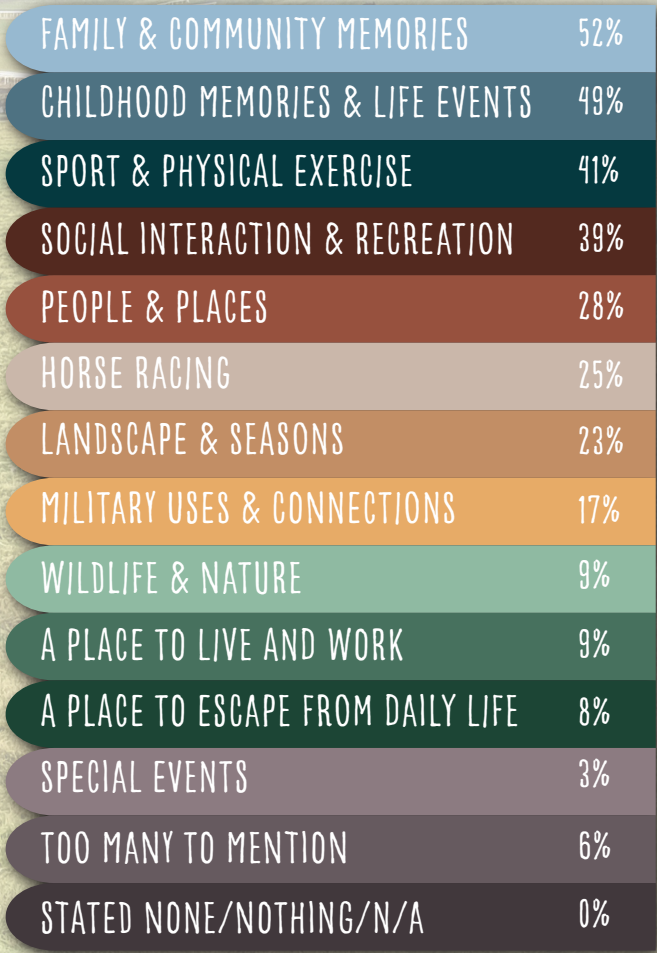 FAMILY & COMMUNITY MEMORIES 52%
CHILDHOOD MEMORIES & LIFE EVENTS 49%
SPORT & PHYSICAL EXERCISE 41%
SOCIAL INTERACTION & RECREATION 39%
PEOPLE & PLACES 28%
HORSE RACING 25%
LANDSCAPE & SEASONS 23%
MILITARY USES & CONNECTIONS 17%
WILDLIFE & NATURE 9%
A PLACE TO LIVE AND WORK 9%
A PLACE TO ESCAPE FROM DAILY LIFE 8%
SPECIAL EVENTS 3%
TOO MANY TO MENTION 6%
STATED NONE/NOTHING/N/A 0%